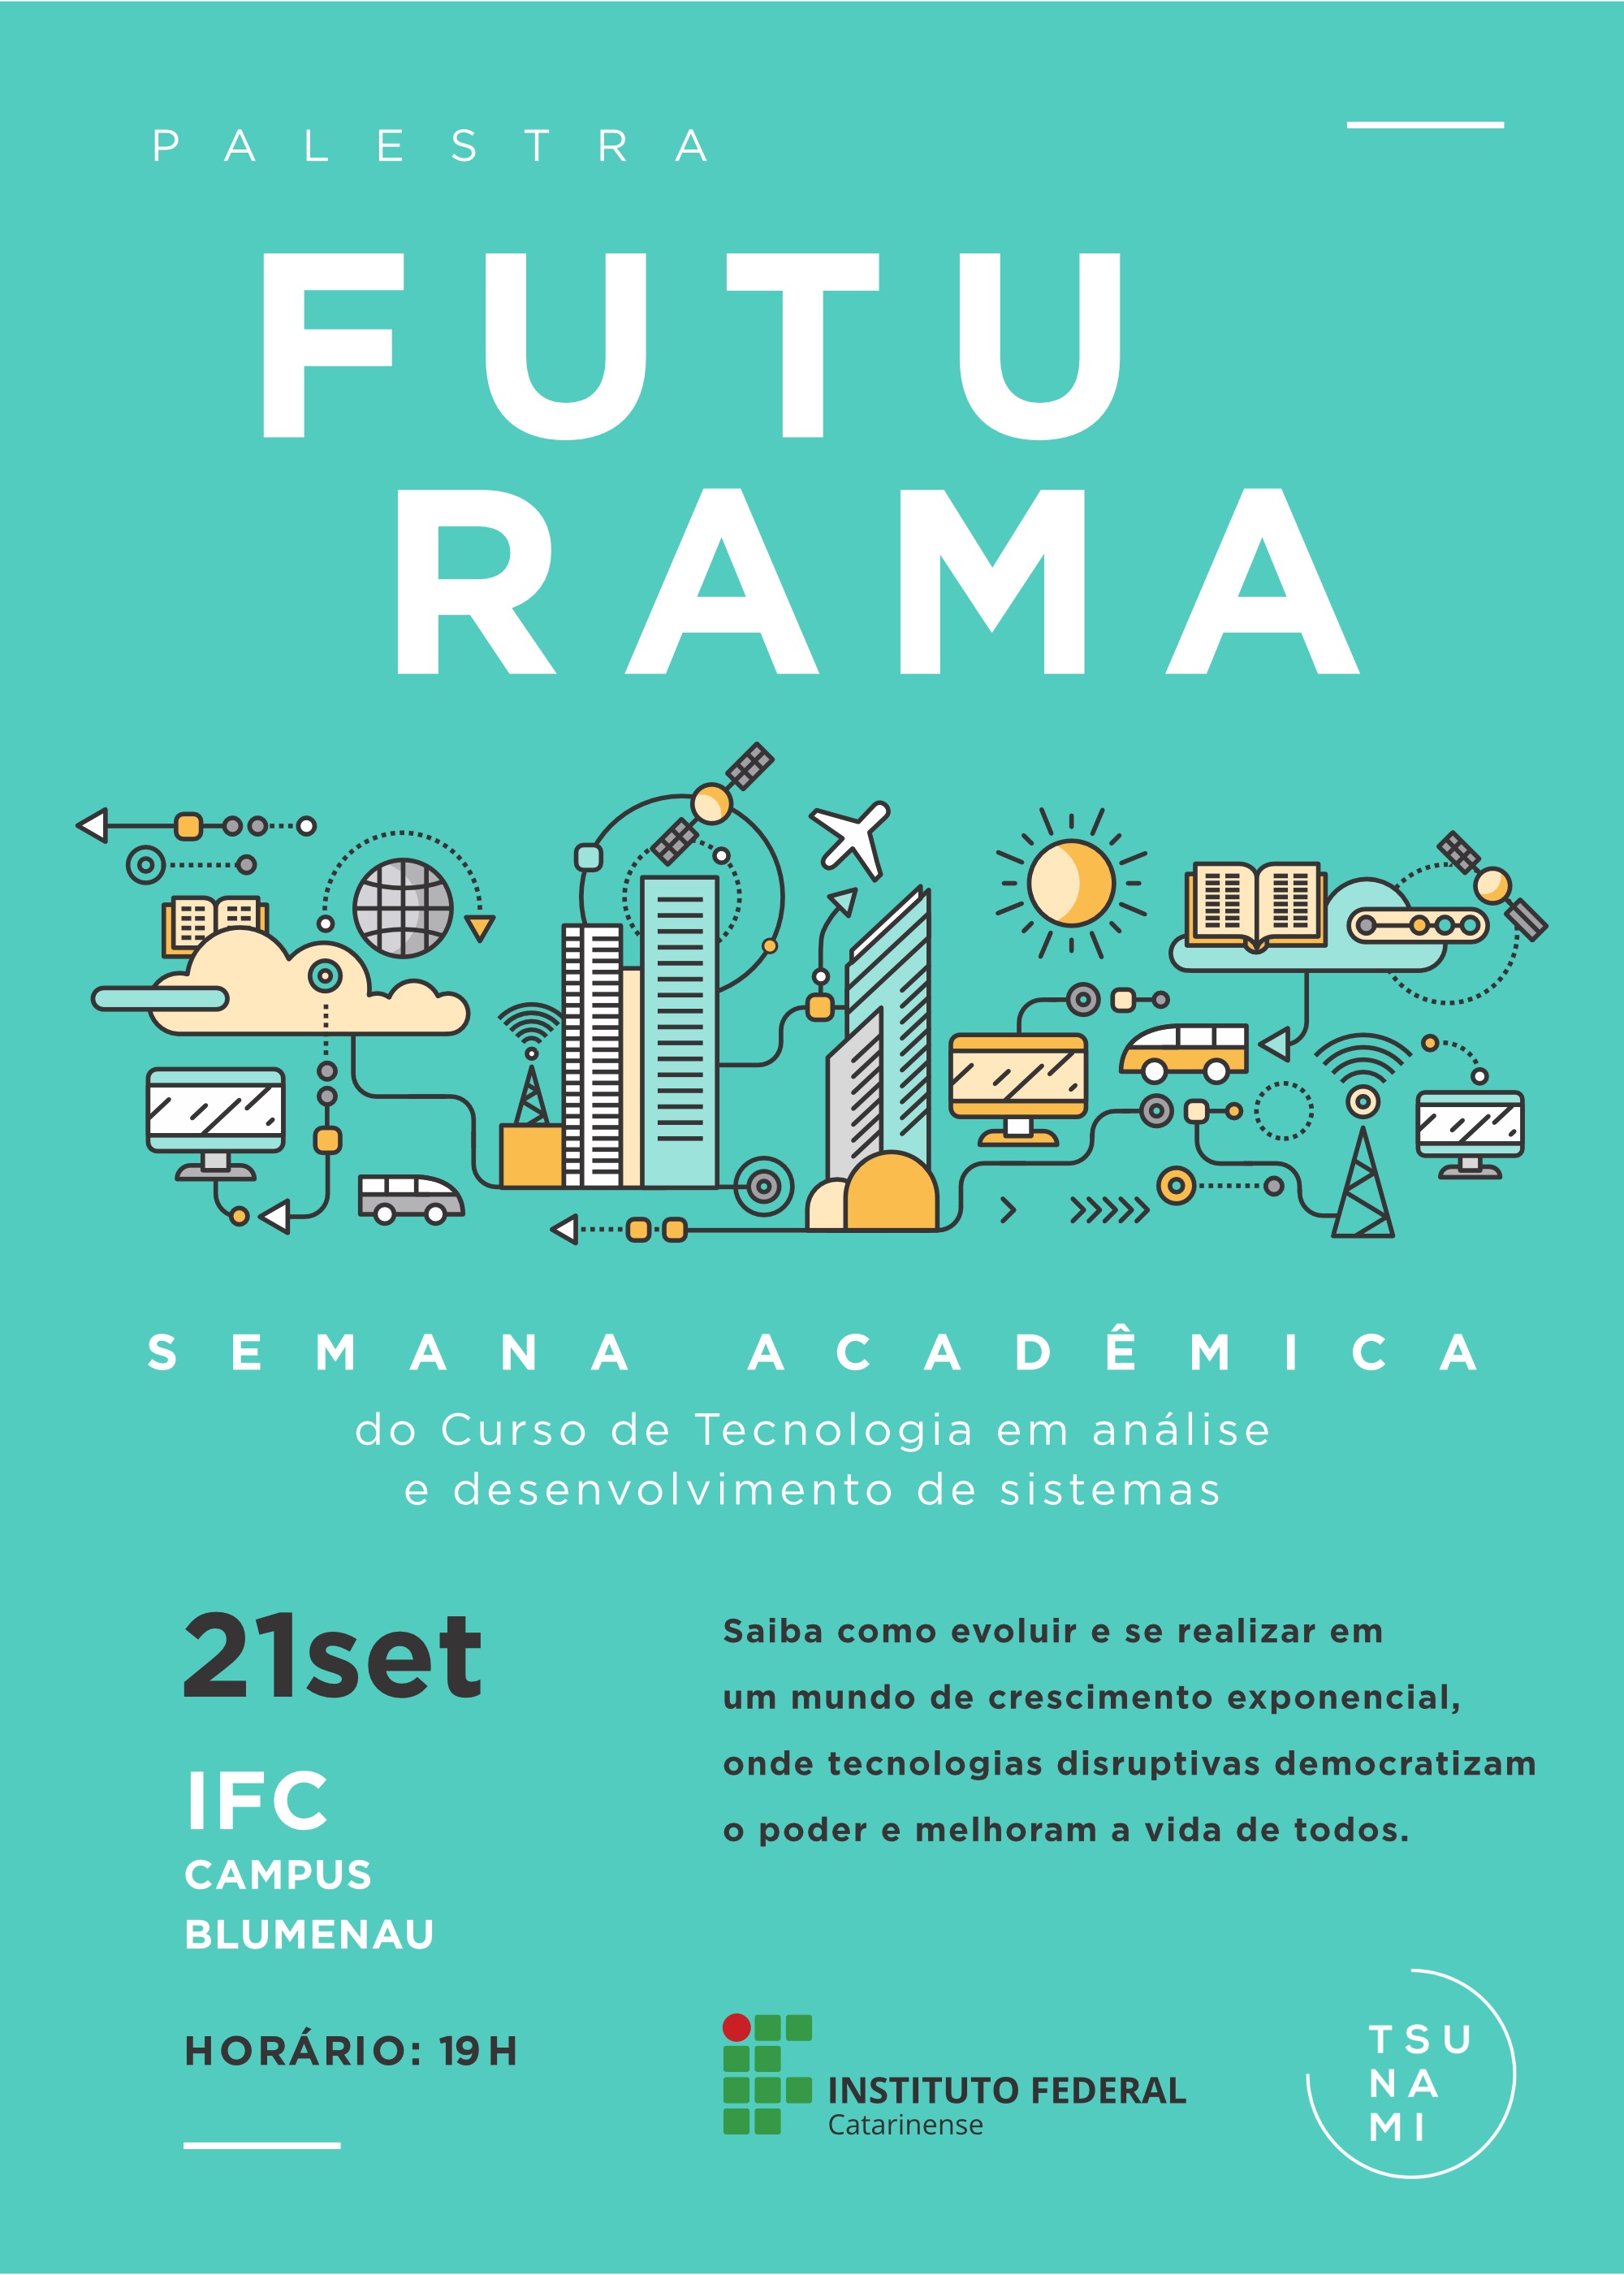 PALESTRA
FUTU
RAMA
SEMANA ACADÊMICA
do Curso de Tecnologia em análise
e desenvolvimento de sistemas
21set
IFC
CAMPUS
BLUMENAU
HORÁRIO: 19H
Saiba como evoluir e se realizar em
um mundo de crescimento exponencial,
onde tecnologias disruptivas democratizam
o poder e melhoram a vida de todos.
INSTITUTO FEDERAL
Catarinense
TSU
NA
MI